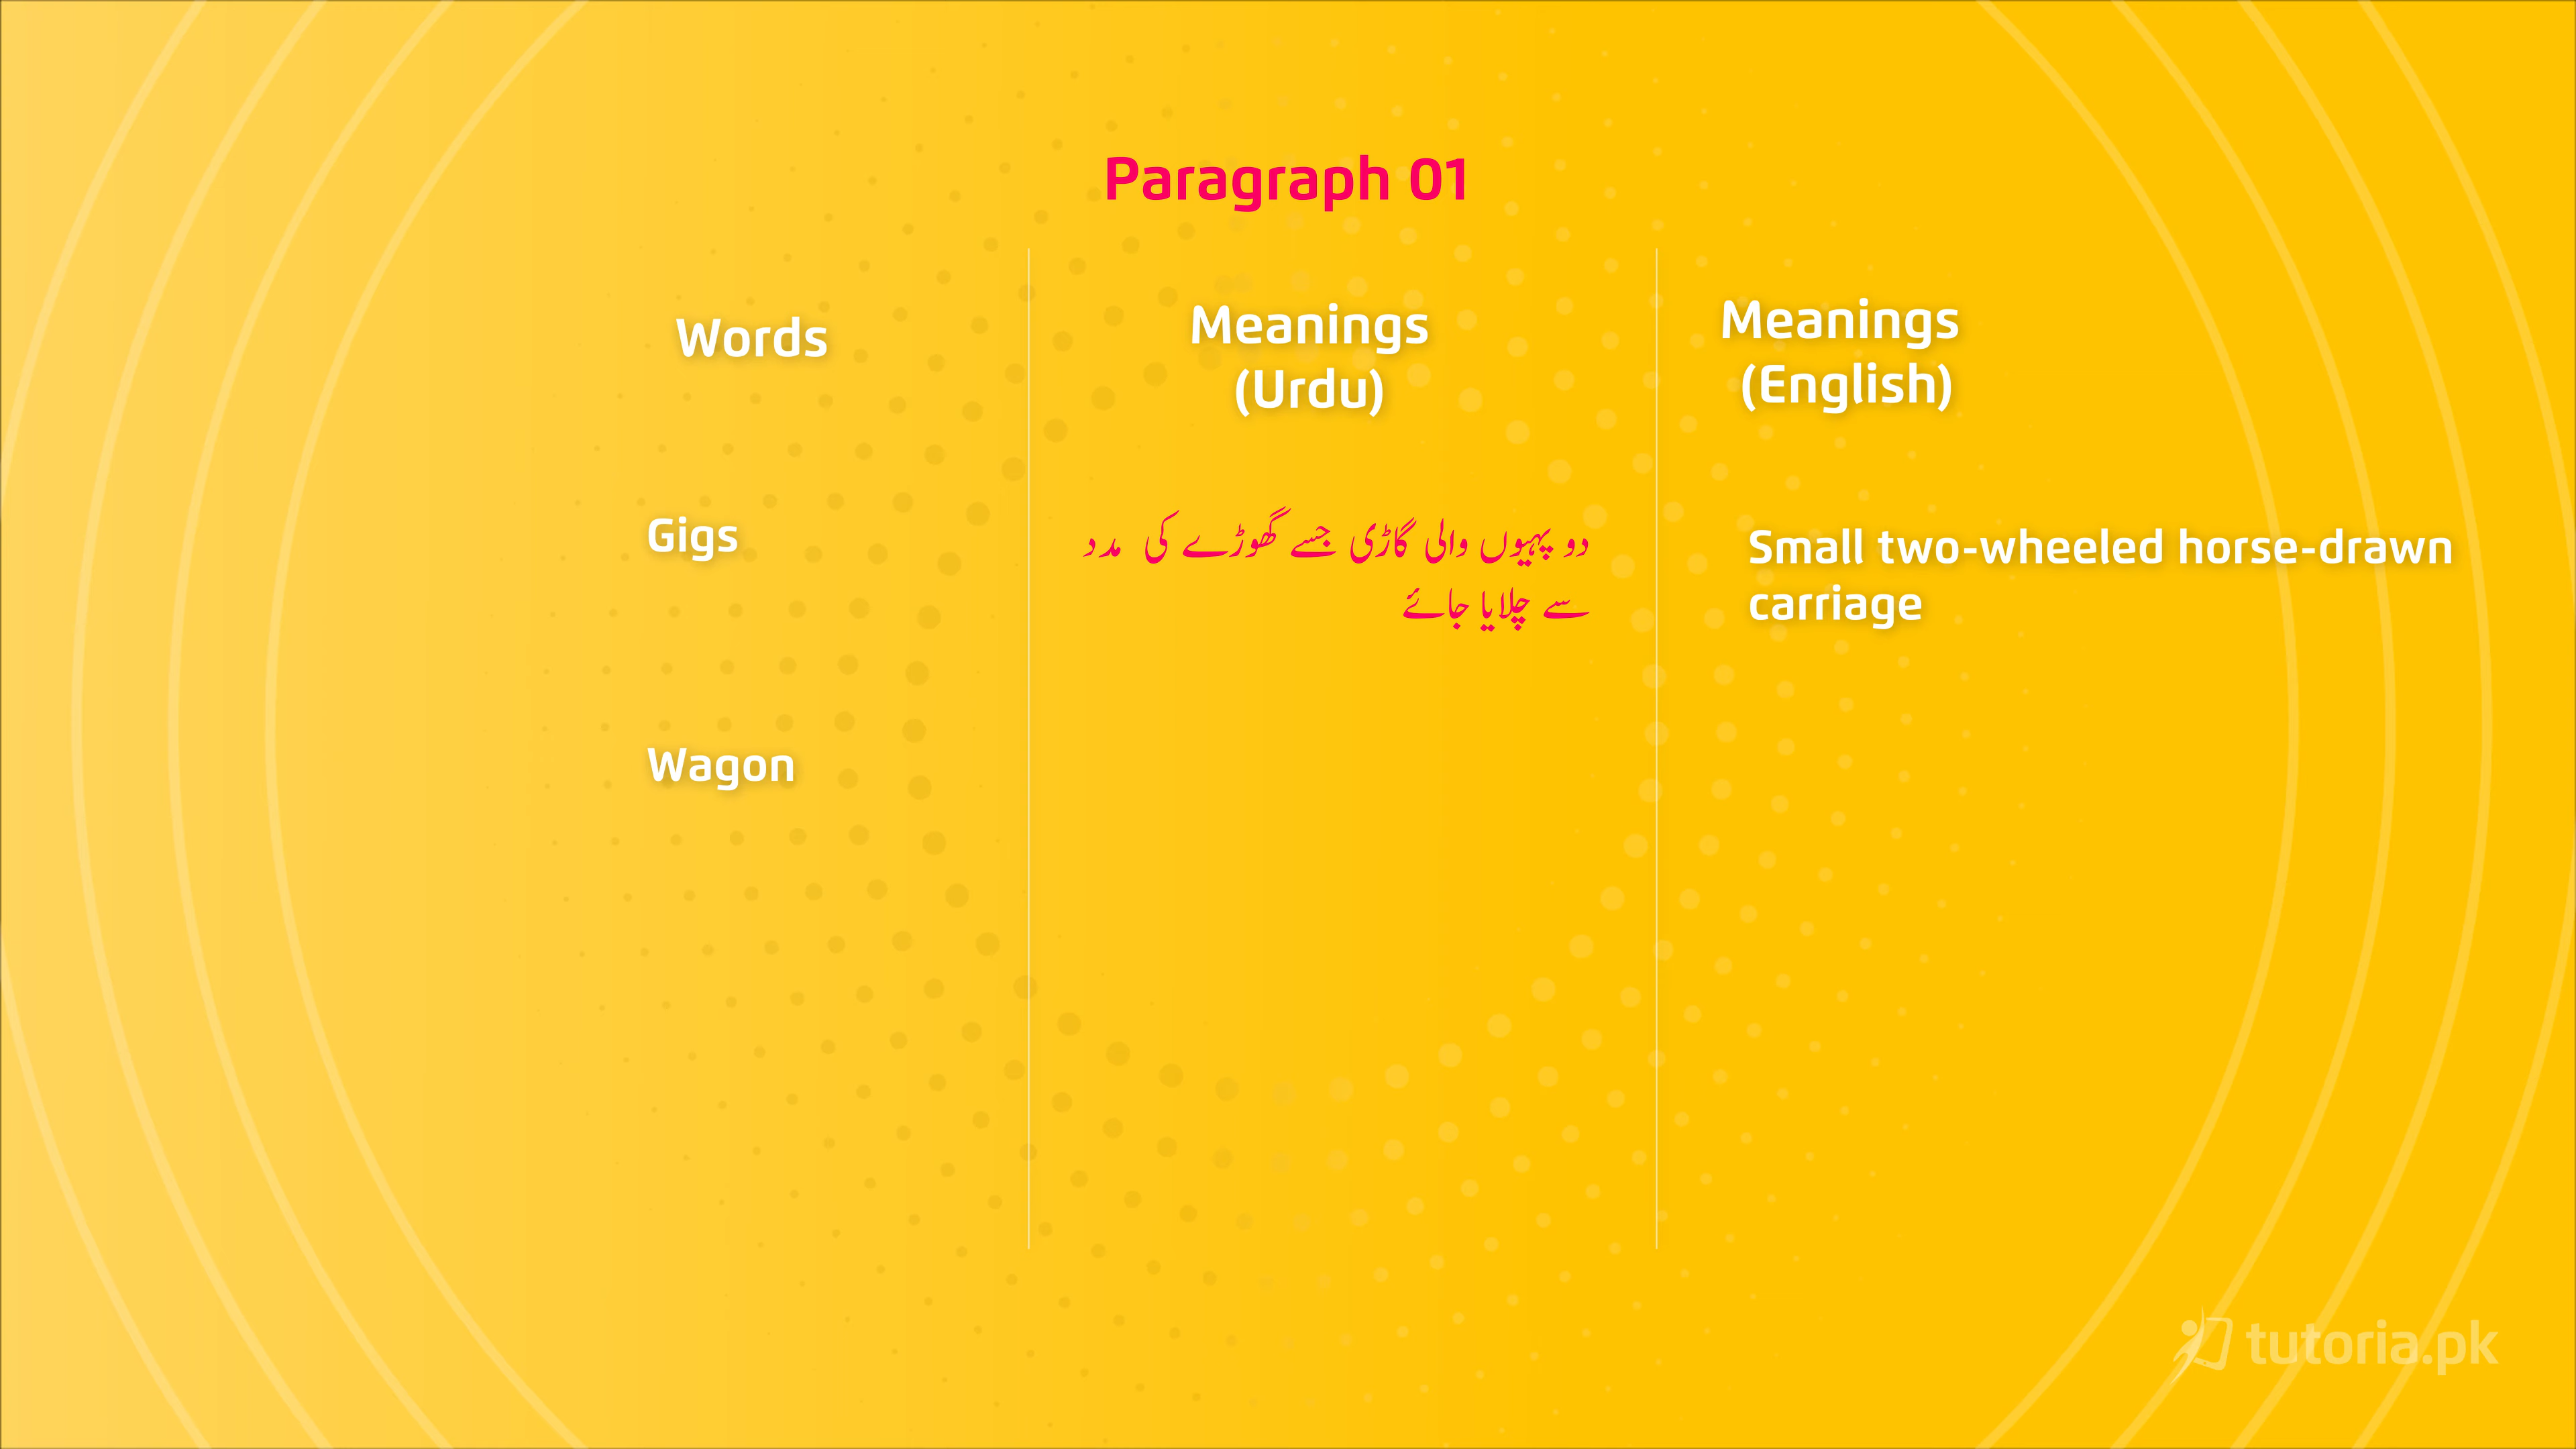 Paragraph 01
Words
Meanings
(Urdu)
Meanings
(English)
Gigs
دو پہیوں والی گاڑی جسے گھوڑے کی مدد
سے چلایا جائے
Small two-wheeled horse-drawn
carriage
Wagon
tutoria.pk